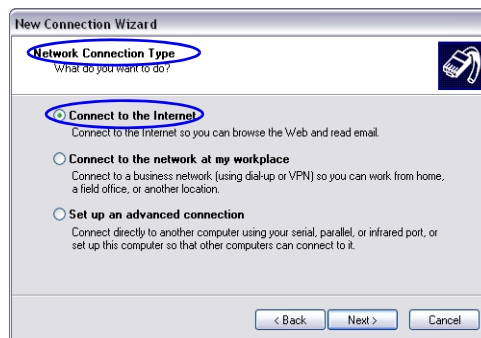 New Connection Wizard
Network Connection Type
What do you want to do?
Connect to the Internet
Connect to the Internet so you can browse the Web and read email.
Connect to the network at my workplace
Connect to a business network (using dial-up or VPN) so you can work from home,
a field office, or another location.
Set up an advanced connection
Connect directly to another computer using your serial, parallel, or infrared port, or
set up this computer so that other computers can connect to it.
< Back
Next >
Cancel